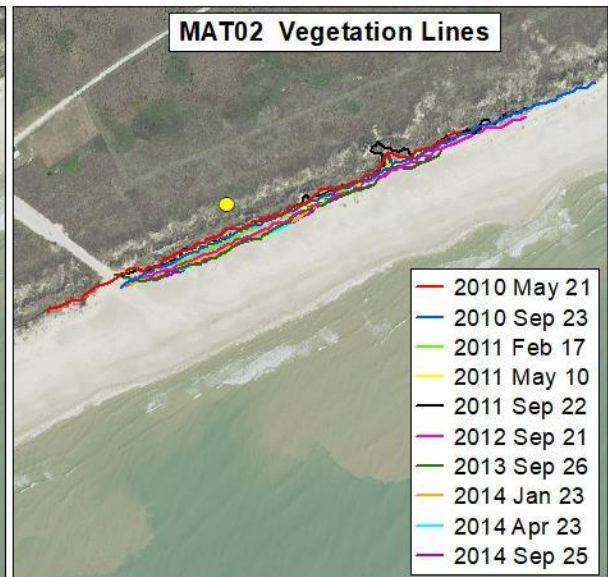 MAT02 Vegetation Lines
2010 May 21
2010 Sep 23
2011 Feb 17
2011 May 10
2011 Sep 22
2012 Sep 21
2013 Sep 26
2014 Jan 23
2014 Apr 23
2014 Sep 25